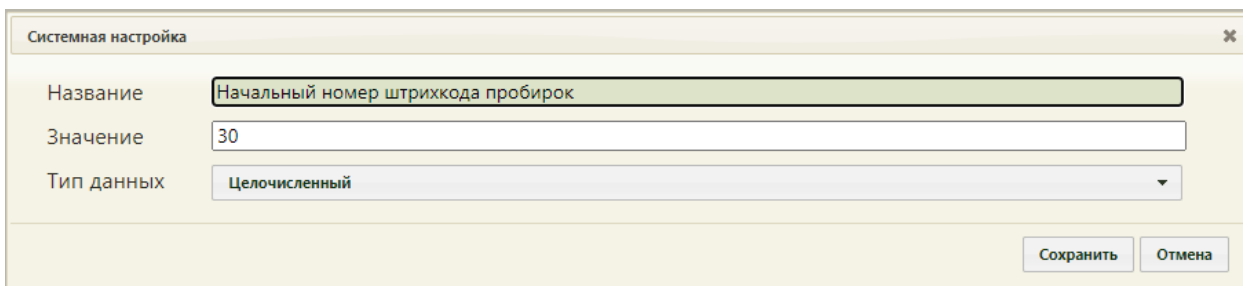 Системная настройка
Название Начальный номер штрихкода пробирок
Значение 30
Тип данных Целочисленный
Сохранить Отмена